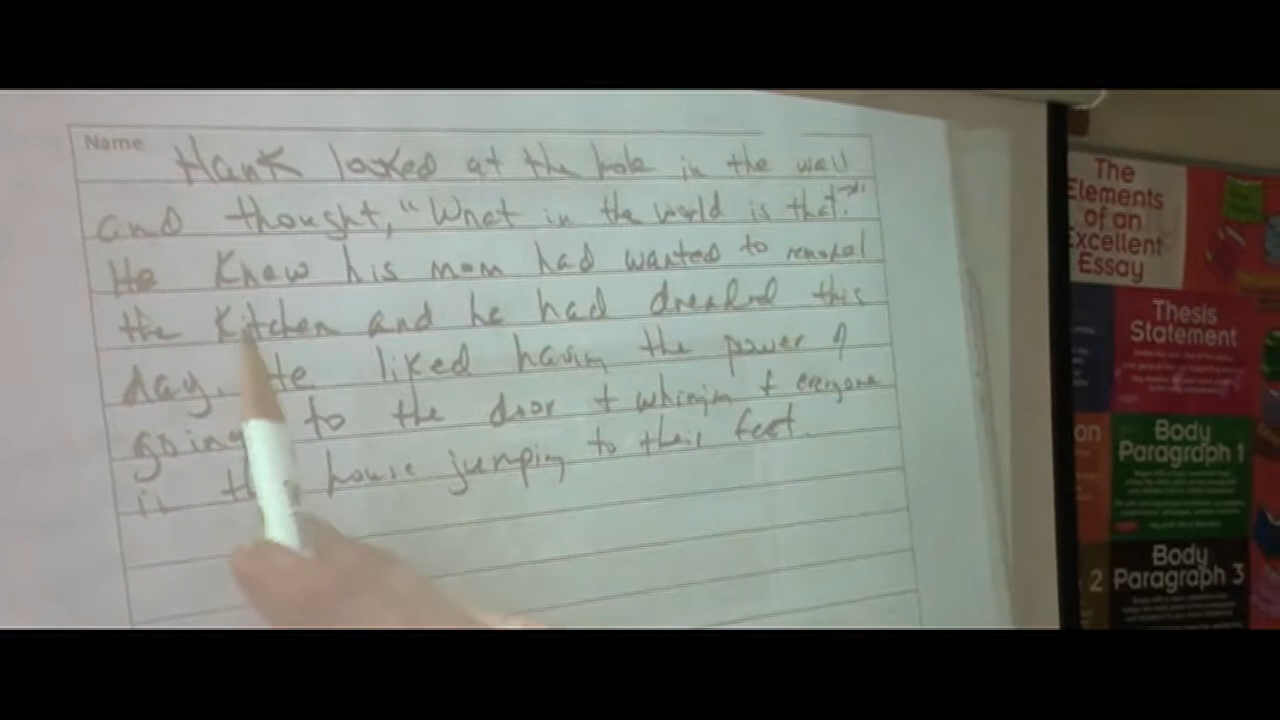 Name
Hank looked at the hole in the wall
and thought, "What in the world is that?"
He knew his mom had wanted to remodel
the kitchen and he had dreaded this
day. He liked having the power of
going to the door + whining + everyone
in the house jumping to their feet.
The
Elements
of an
Excellent
Essay
Thesis
Statement
Body
Paragraph 1
on
Body
Paragraph 3
2